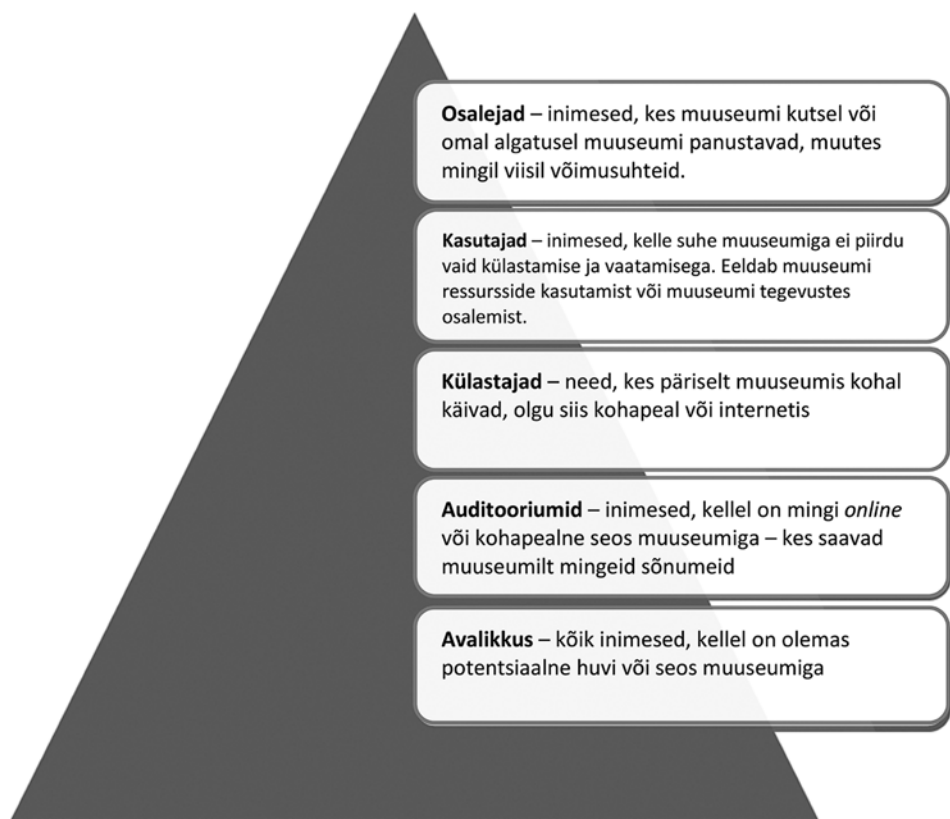 Osalejad – inimesed, kes muuseumi kutsel või
omal algatusel muuseumi panustavad, muutes
mingil viisil võimusuhteid.
Kasutajad – inimesed, kelle suhe muuseumiga ei piirdu
vaid külastamise ja vaatamisega. Eeldab muuseumi
ressursside kasutamist või muuseumi tegevustes
osalemist.
Külastajad – need, kes päriselt muuseumis kohal
käivad, olgu siis kohapeal või internetis
Auditooriumid – inimesed, kellel on mingi online
või kohapealne seos muuseumiga – kes saavad
muuseumilt mingeid sõnumeid
Avalikkus – kõik inimesed, kellel on olemas
potentsiaalne huvi või seos muuseumiga